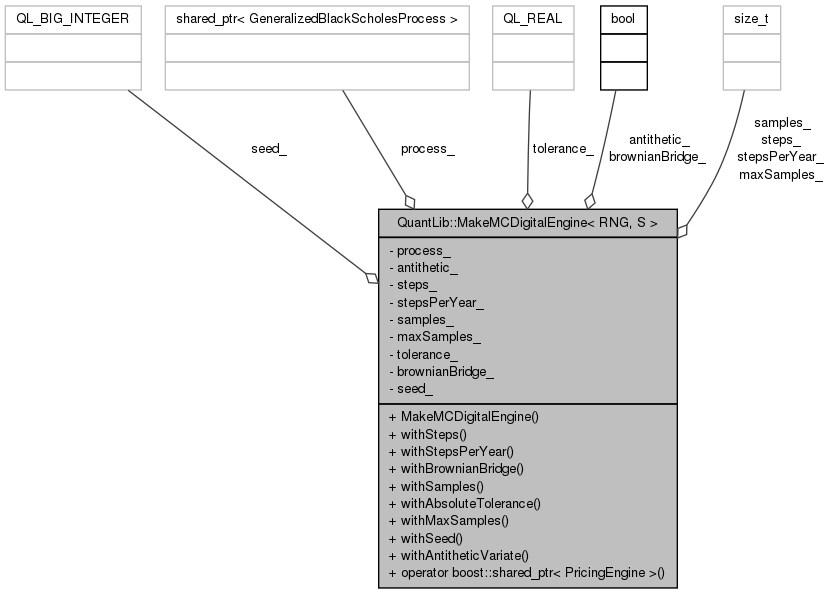 QL_BIG_INTEGER
shared_ptr< GeneralizedBlackScholesProcess >
QL_REAL
bool
size_t
seed_
process_
tolerance_
antithetic_
brownianBridge_
samples_
steps_
stepsPerYear_
maxSamples_
QuantLib::MakeMCDigitalEngine< RNG, S >
- process_
- antithetic_
- steps_
- stepsPerYear_
- samples_
- maxSamples_
- tolerance_
- brownianBridge_
- seed_
+ MakeMCDigitalEngine()
+ withSteps()
+ withStepsPerYear()
+ withBrownianBridge()
+ withSamples()
+ withAbsoluteTolerance()
+ withMaxSamples()
+ withSeed()
+ withAntitheticVariate()
+ operator boost::shared_ptr< PricingEngine >()